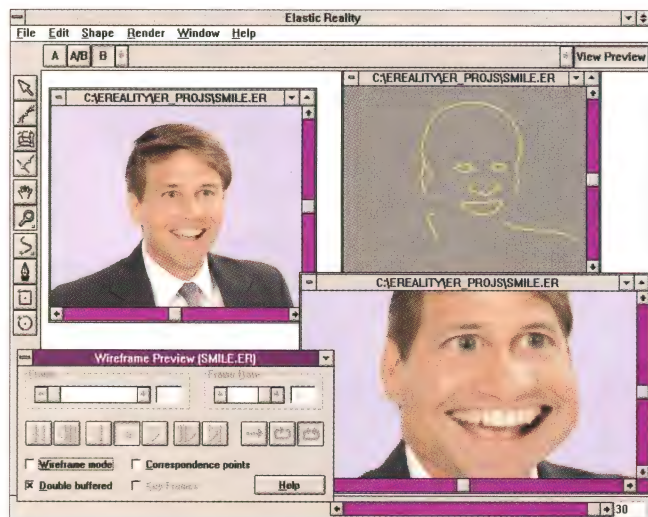 Elastic Reality
File Edit Shape Render Window Help
A A/B B View Preview
C:\EREALITY\ER_PROJS\SMILE.ER
C:\EREALITY\ER_PROJS\SMILE.ER
C:\EREALITY\ER_PROJS\SMILE.ER
Wireframe Preview (SMILE.ER)
Frame Frame Rate
Wireframe mode Correspondence points
Double buffered Key Frames Help
30